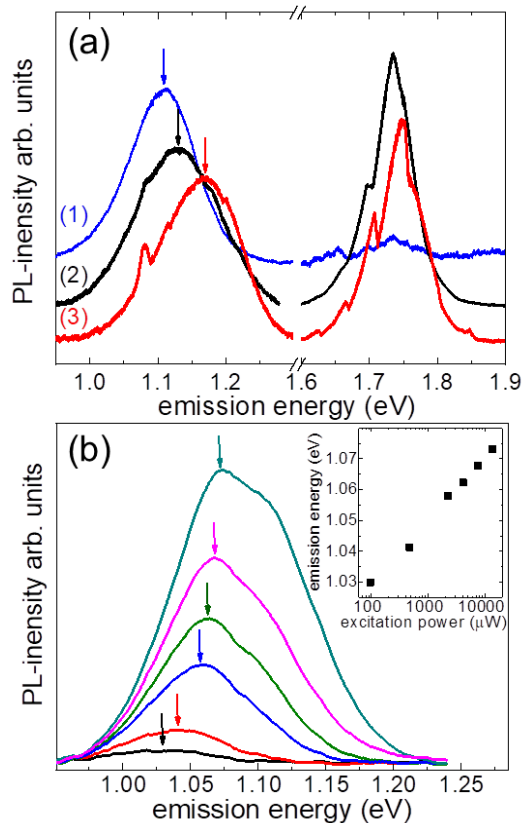 (a)
PL-inensity arb. units
(1)
(2)
(3)
1.0 1.1 1.2 1.6 1.7 1.8 1.9
emission energy (eV)
(b)
PL-inensity arb. units
1.00 1.05 1.10 1.15 1.20 1.25
emission energy (eV)
emission energy (eV)
1.07
1.06
1.05
1.04
1.03
100 1000 10000
excitation power (µW)